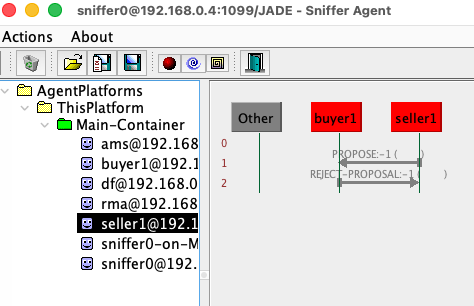 sniffer0@192.168.0.4:1099/JADE - Sniffer Agent
Actions About
AgentPlatforms
ThisPlatform
Main-Container
ams@192.168
buyer1@192.1
df@192.168.0
rma@192.168
seller1@192.1
sniffer0-on-M
sniffer0@192.
Other buyer1 seller1
0
1 PROPOSE:-1 ( )
2 REJECT-PROPOSAL:-1 ( )